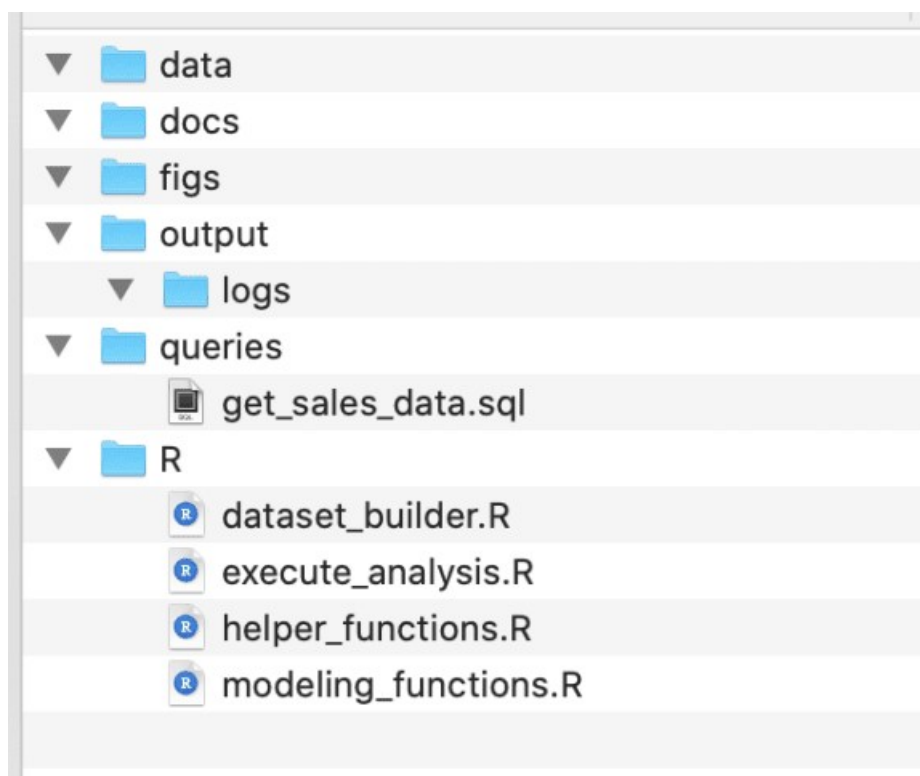 data
docs
figs
output
logs
queries
get_sales_data.sql
R
dataset_builder.R
execute_analysis.R
helper_functions.R
modeling_functions.R